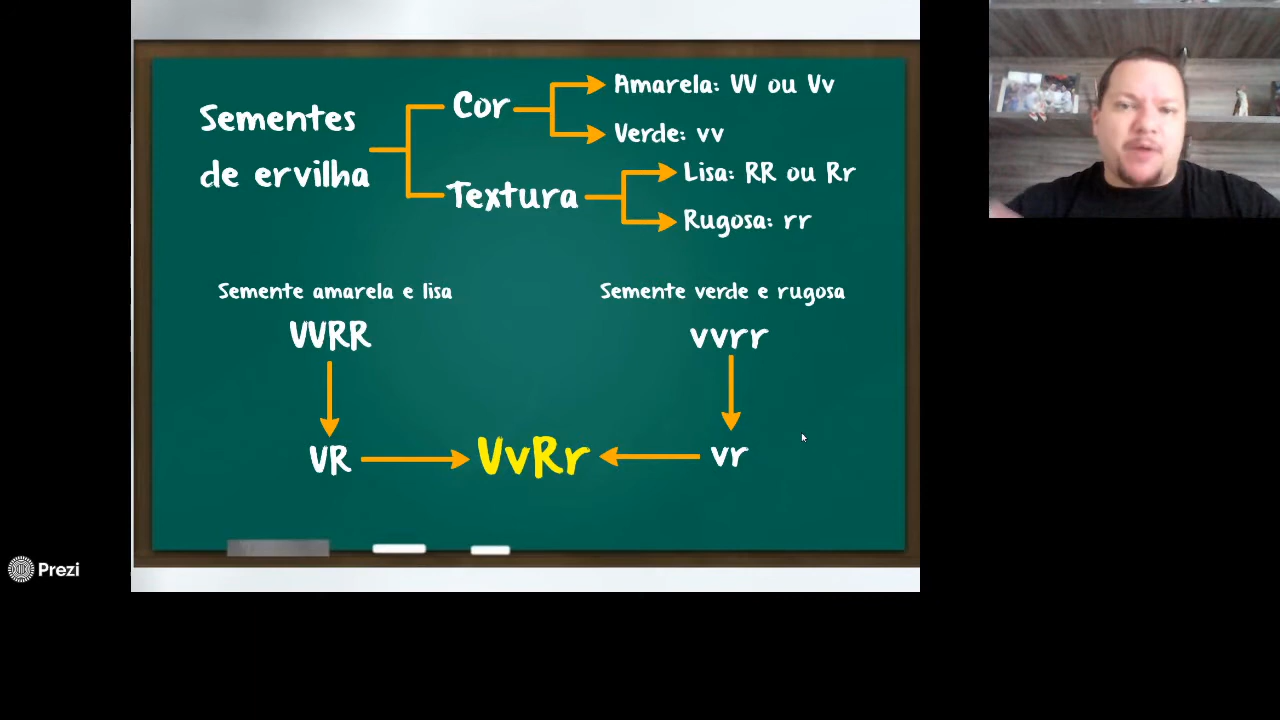 Sementes
de ervilha
Cor
Amarela: VV ou Vv
Verde: vv
Textura
Lisa: RR ou Rr
Rugosa: rr
Semente amarela e lisa
Semente verde e rugosa
VVRR
vvrr
VR
VvRr
vr
Prezi